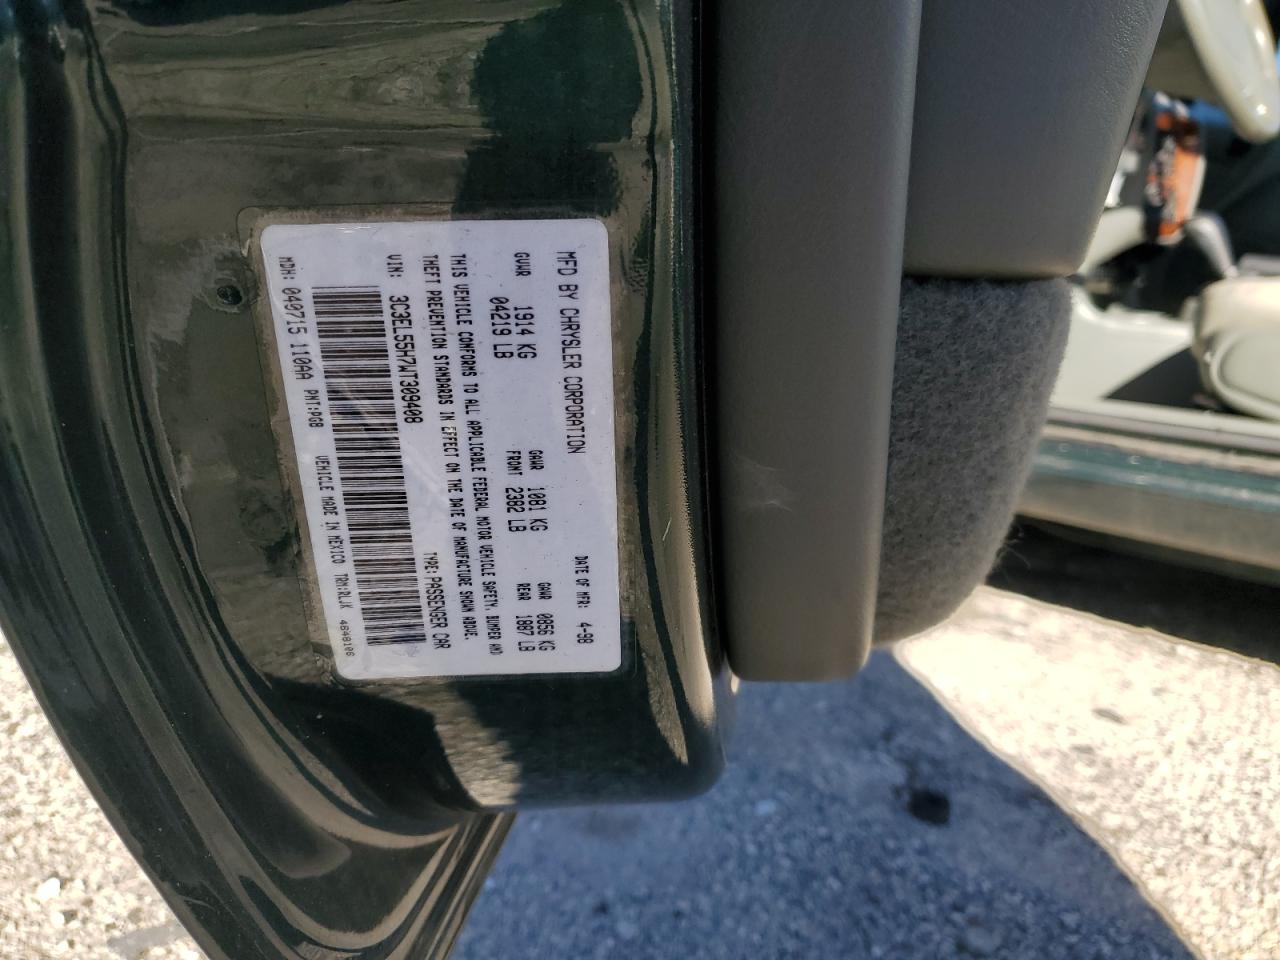 MFD BY CHRYSLER CORPORATION DATE OF MFR: 4-98
GVWR 1914 KG GAWR 1081 KG GAWR 0856 KG
04219 LB FRONT 2382 LB REAR 1887 LB
THIS VEHICLE CONFORMS TO ALL APPLICABLE FEDERAL MOTOR VEHICLE SAFETY, BUMPER AND
THEFT PREVENTION STANDARDS IN EFFECT ON THE DATE OF MANUFACTURE SHOWN ABOVE.
VIN: 3C3EL55H7WT309408 TYPE: PASSENGER CAR
MDH: 040715 110AA PNT:PGB VEHICLE MADE IN MEXICO TRM:RLJK 4648106